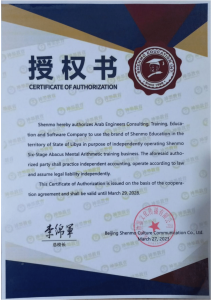 授权书
CERTIFICATE OF AUTHORIZATION
Shenmo hereby authorizes Arab Engineers Consulting, Training, Educa-
tion and Software Company to use the brand of Shenmo Education in the
territory of State of Libya in purpose of independently operating Shenmo
Six-Stage Abacus Mental Arithmetic training business. The aforesaid autho-
rized party shall practice independent accounting, operate according to law
and assume legal liability independently.
This Certificate of Authorization is issued on the basis of the coopera-
tion agreement and shall be valid until March 20, 2026.
Beijing Shenmo Culture Communication Co., Ltd
March 27, 2023